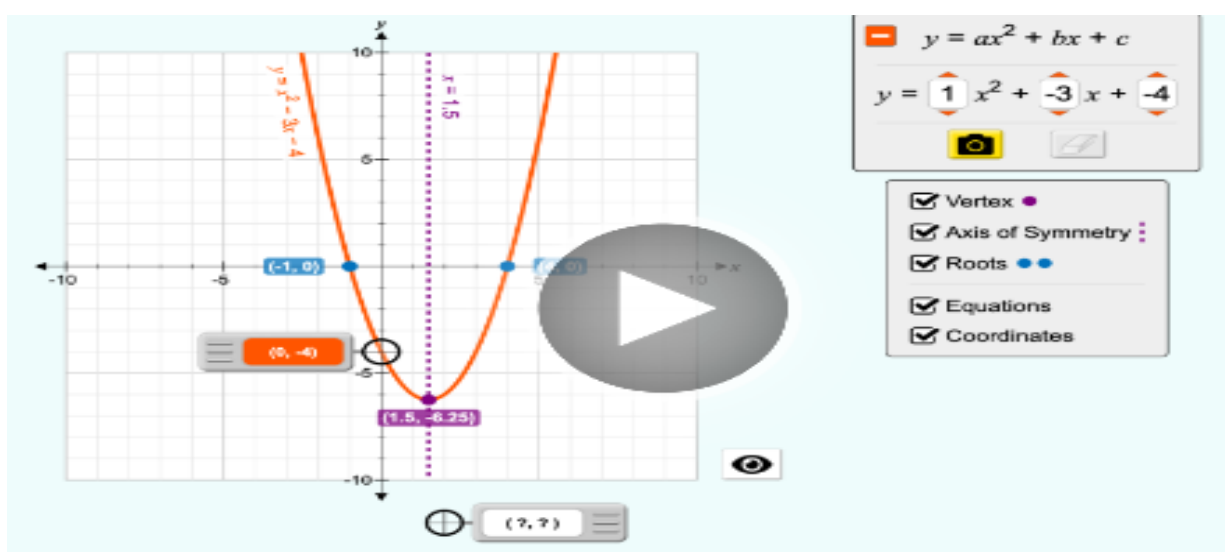 y
y = ax² + bx + c
y = 1 x² + -3 x + -4
10
y = x² − 3x − 4
x = 1.5
5
Vertex
Axis of Symmetry
Roots
(-1, 0)
x
-10
-5
5
10
Equations
Coordinates
(0, -4)
-5
(1.5, -6.25)
-10
(?, ?)